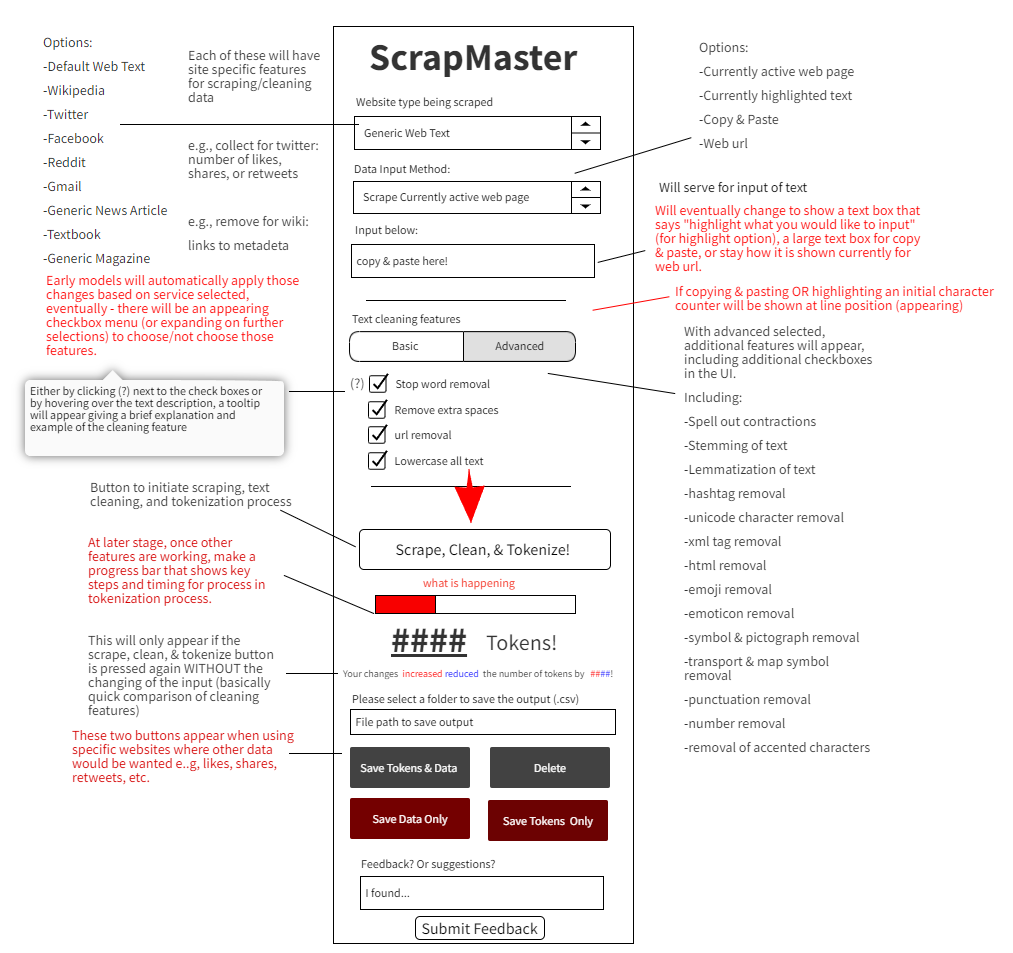 Options:
-Default Web Text
-Wikipedia
-Twitter
-Facebook
-Reddit
-Gmail
-Generic News Article
-Textbook
-Generic Magazine
Each of these will have
site specific features
for scraping/cleaning
data
e.g., collect for twitter:
number of likes,
shares, or retweets
e.g., remove for wiki:
links to metadeta
Early models will automatically apply those
changes based on service selected,
eventually - there will be an appearing
checkbox menu (or expanding on further
selections) to choose/not choose those
features.
Either by clicking (?) next to the check boxes or
by hovering over the text description, a tooltip
will appear giving a brief explanation and
example of the cleaning feature
Button to initiate scraping, text
cleaning, and tokenization process
At later stage, once other
features are working, make a
progress bar that shows key
steps and timing for process in
tokenization process.
This will only appear if the
scrape, clean, & tokenize button
is pressed again WITHOUT the
changing of the input (basically
quick comparison of cleaning
features)
These two buttons appear when using
specific websites where other data
would be wanted e..g, likes, shares,
retweets, etc.
ScrapMaster
Website type being scraped
Generic Web Text
Data Input Method:
Scrape Currently active web page
Input below:
copy & paste here!
Text cleaning features
Basic
Advanced
(?) Stop word removal
Remove extra spaces
url removal
Lowercase all text
Scrape, Clean, & Tokenize!
what is happening
#### Tokens!
Your changes increased reduced the number of tokens by ####!
Please select a folder to save the output (.csv)
File path to save output
Save Tokens & Data
Delete
Save Data Only
Save Tokens Only
Feedback? Or suggestions?
I found...
Submit Feedback
Options:
-Currently active web page
-Currently highlighted text
-Copy & Paste
-Web url
Will serve for input of text
Will eventually change to show a text box that
says "highlight what you would like to input"
(for highlight option), a large text box for copy
& paste, or stay how it is shown currently for
web url.
If copying & pasting OR highlighting an initial character
counter will be shown at line position (appearing)
With advanced selected,
additional features will appear,
including additional checkboxes
in the UI.
Including:
-Spell out contractions
-Stemming of text
-Lemmatization of text
-hashtag removal
-unicode character removal
-xml tag removal
-html removal
-emoji removal
-emoticon removal
-symbol & pictograph removal
-transport & map symbol
removal
-punctuation removal
-number removal
-removal of accented characters